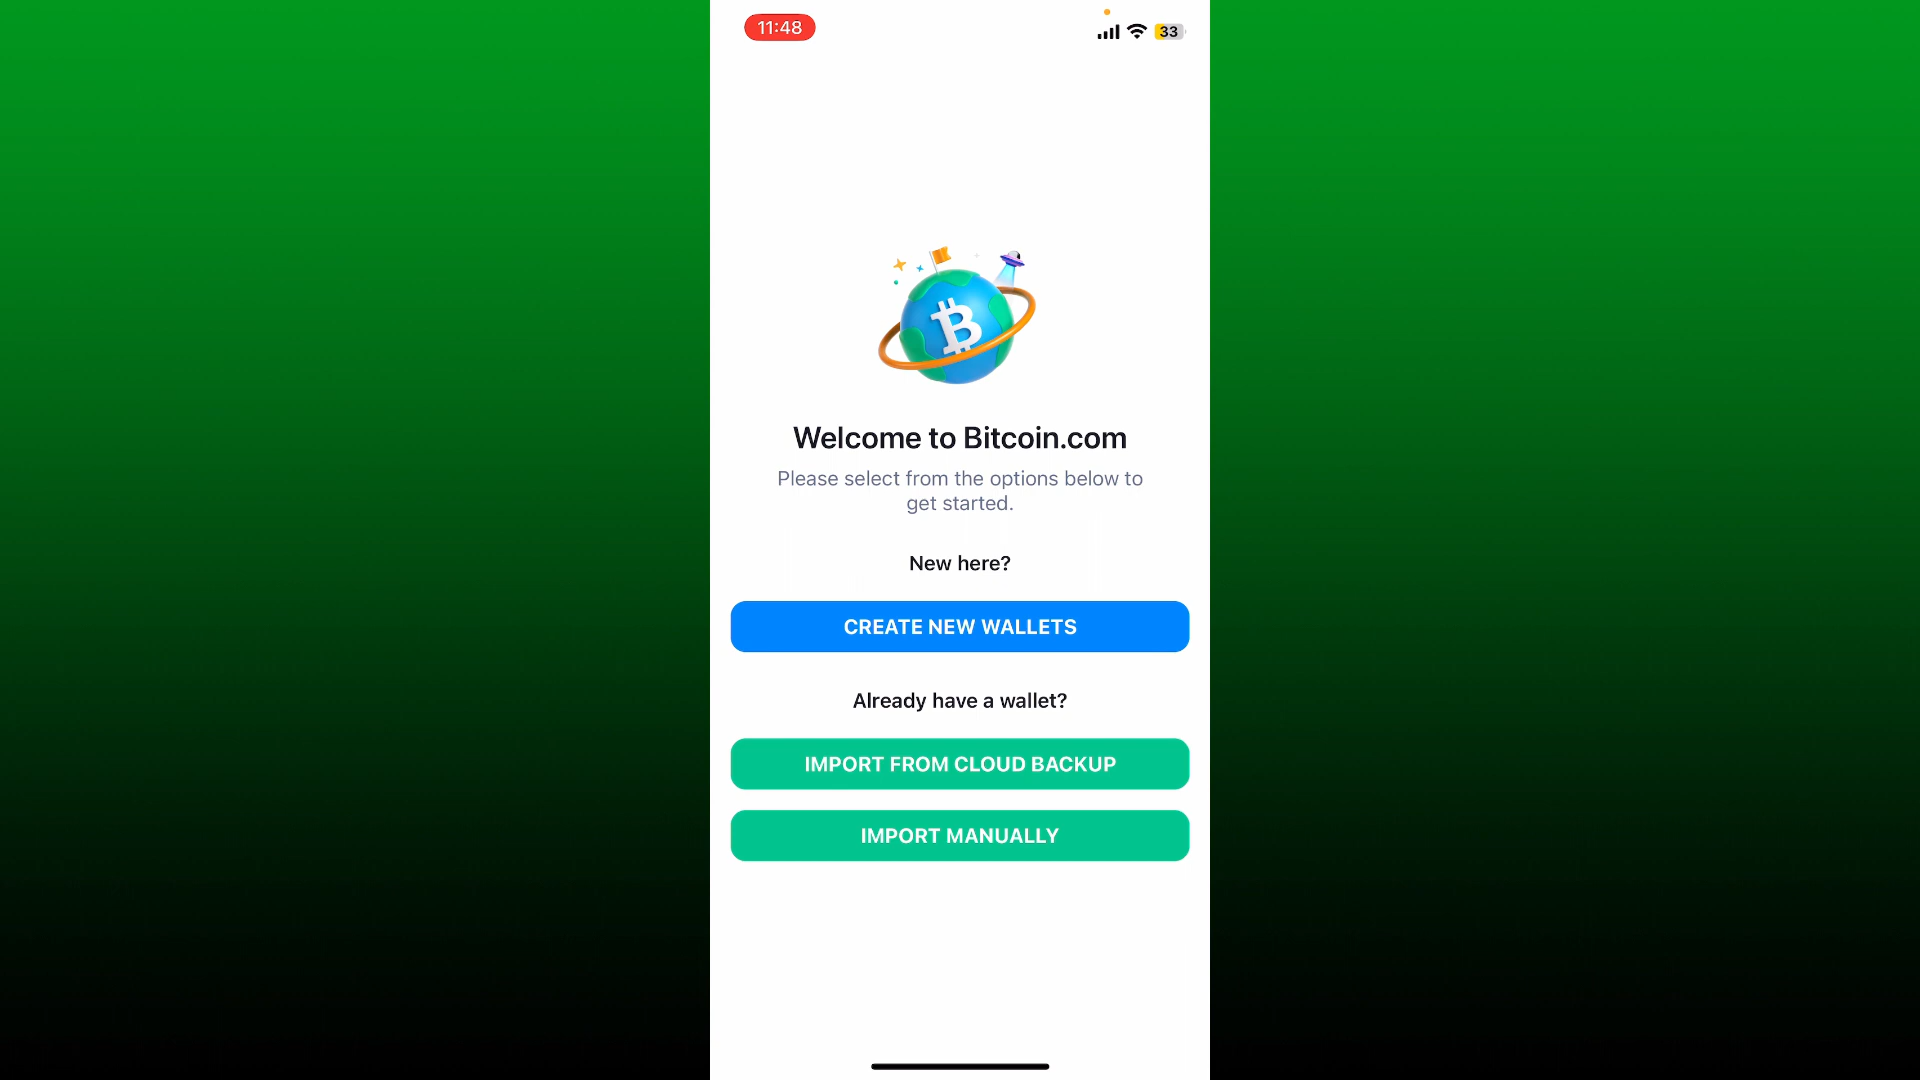 11:48
33
Welcome to Bitcoin.com
Please select from the options below to
get started.
New here?
CREATE NEW WALLETS
Already have a wallet?
IMPORT FROM CLOUD BACKUP
IMPORT MANUALLY